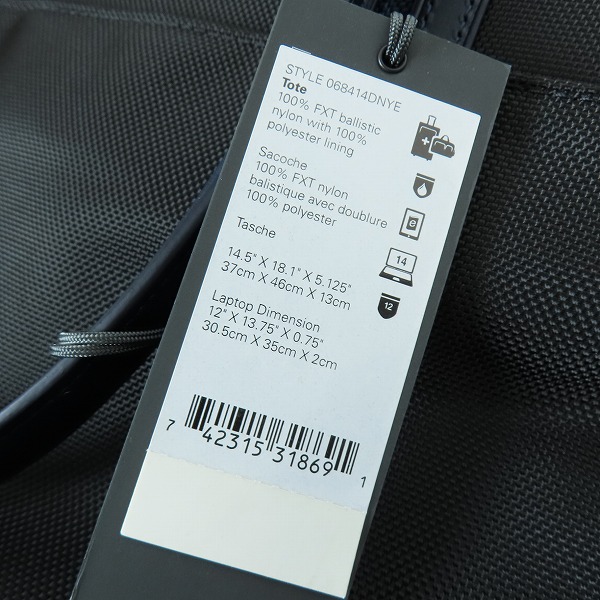 STYLE 068414DNYE
Tote
100% FXT ballistic
nylon with 100%
polyester lining
Sacoche
100% FXT nylon
balistique avec doublure
100% polyester
Tasche
14.5" X 18.1" X 5.125"
37cm X 46cm X 13cm
Laptop Dimension
12" X 13.75" X 0.75"
30.5cm X 35cm X 2cm
e
14
12
7 42315 31869 1